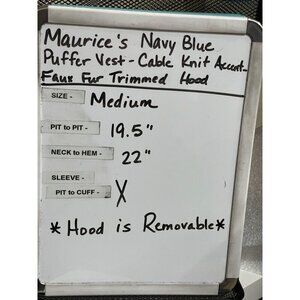 Maurice's Navy Blue
Puffer Vest - Cable Knit Accent -
Faux Fur Trimmed Hood
SIZE - Medium
PIT to PIT - 19.5"
NECK to HEM - 22"
SLEEVE -
PIT to CUFF - X
*Hood is Removable*